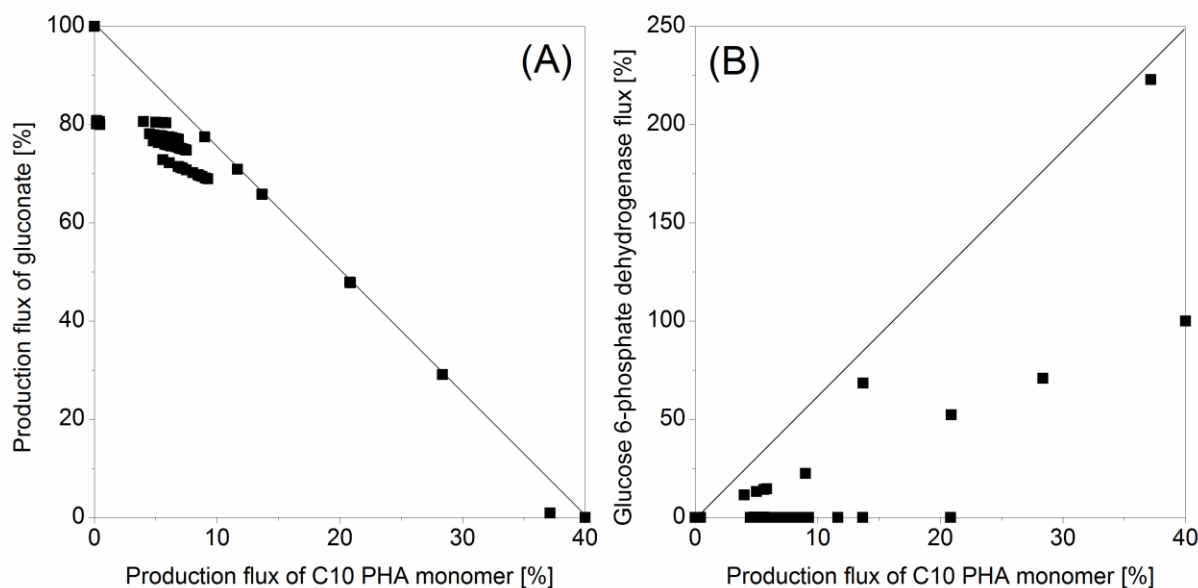 (A)
Production flux of gluconate [%]
100
80
60
40
20
0
0 10 20 30 40
Production flux of C10 PHA monomer [%]
(B)
Glucose 6-phosphate dehydrogenase flux [%]
250
200
150
100
50
0
0 10 20 30 40
Production flux of C10 PHA monomer [%]